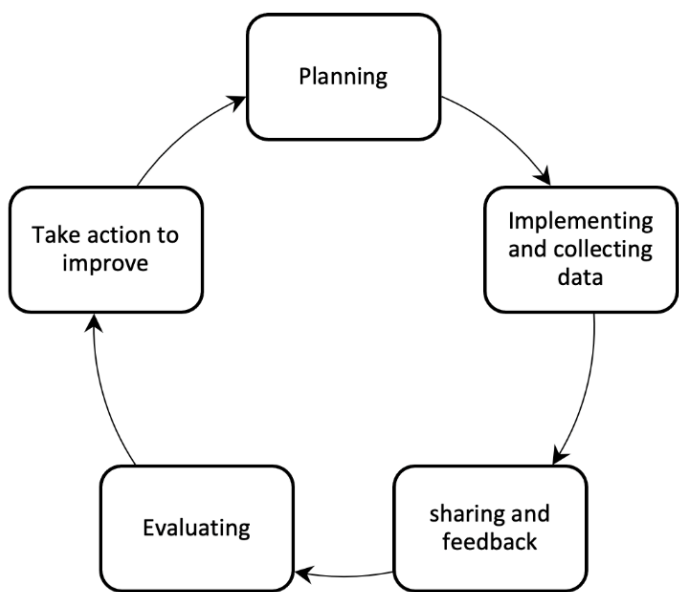 Planning
Implementing
and collecting
data
sharing and
feedback
Evaluating
Take action to
improve